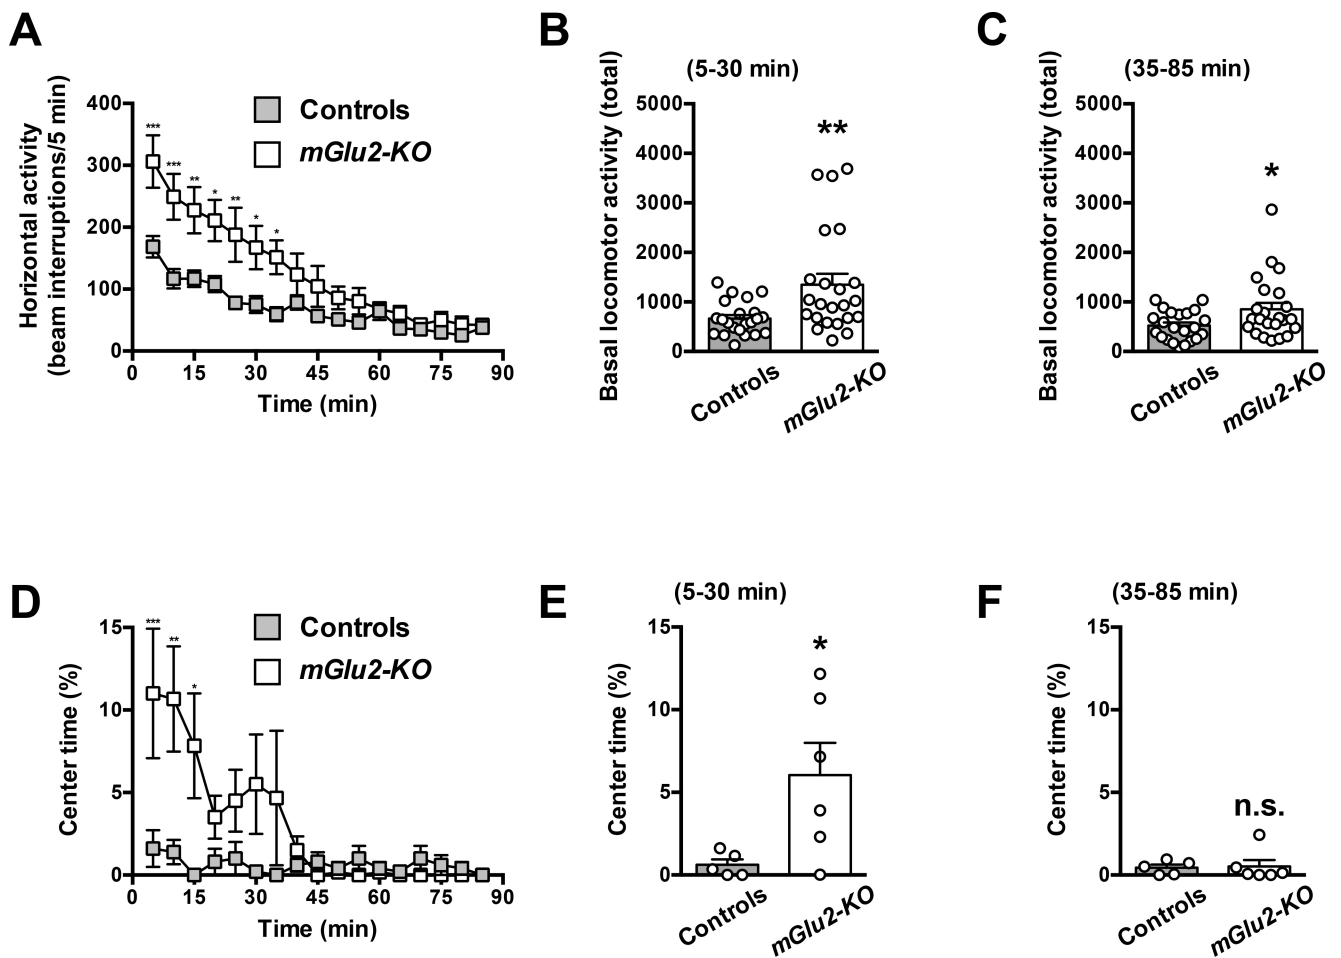 A
Horizontal activity
(beam interruptions/5 min)
400
300
200
100
0
***
***
**
*
**
*
*
Controls
mGlu2-KO
0 15 30 45 60 75 90
Time (min)
B
(5-30 min)
Basal locomotor activity (total)
5000
4000
3000
2000
1000
0
**
Controls
mGlu2-KO
C
(35-85 min)
Basal locomotor activity (total)
5000
4000
3000
2000
1000
0
*
Controls
mGlu2-KO
D
Center time (%)
15
10
5
0
***
**
*
Controls
mGlu2-KO
0 15 30 45 60 75 90
Time (min)
E
(5-30 min)
Center time (%)
15
10
5
0
*
Controls
mGlu2-KO
F
(35-85 min)
Center time (%)
15
10
5
0
n.s.
Controls
mGlu2-KO